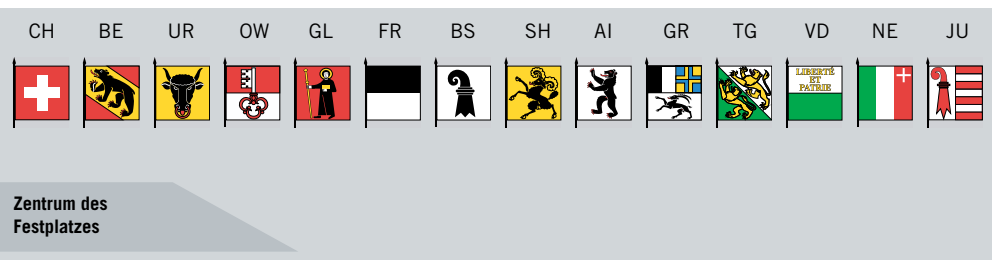 CH BE UR OW GL FR BS SH AI GR TG VD NE JU
LIBERTÉ
ET
PATRIE
Zentrum des
Festplatzes